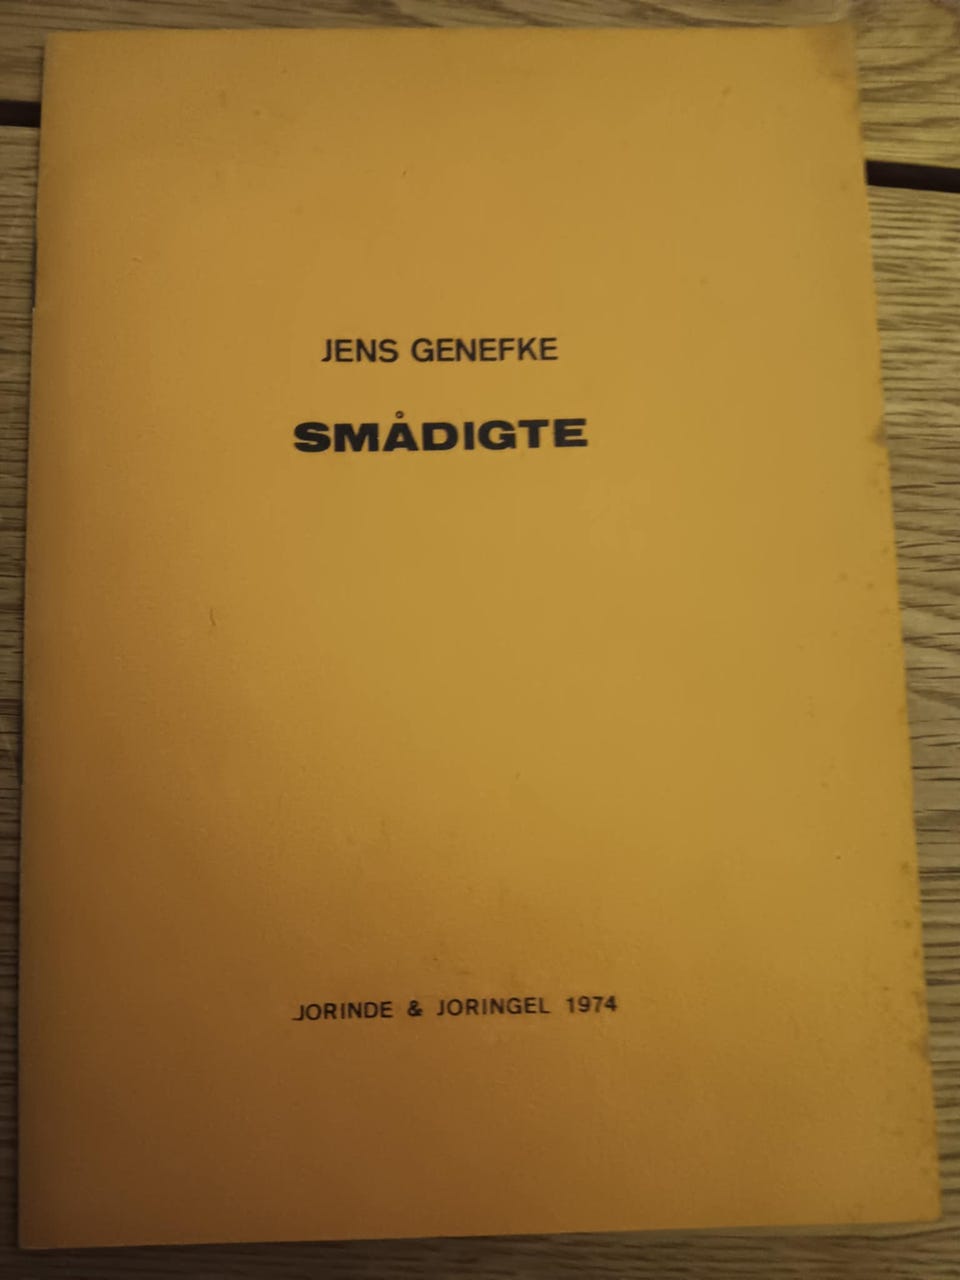 JENS GENEFKE
SMÅDIGTE
JORINDE & JORINGEL 1974